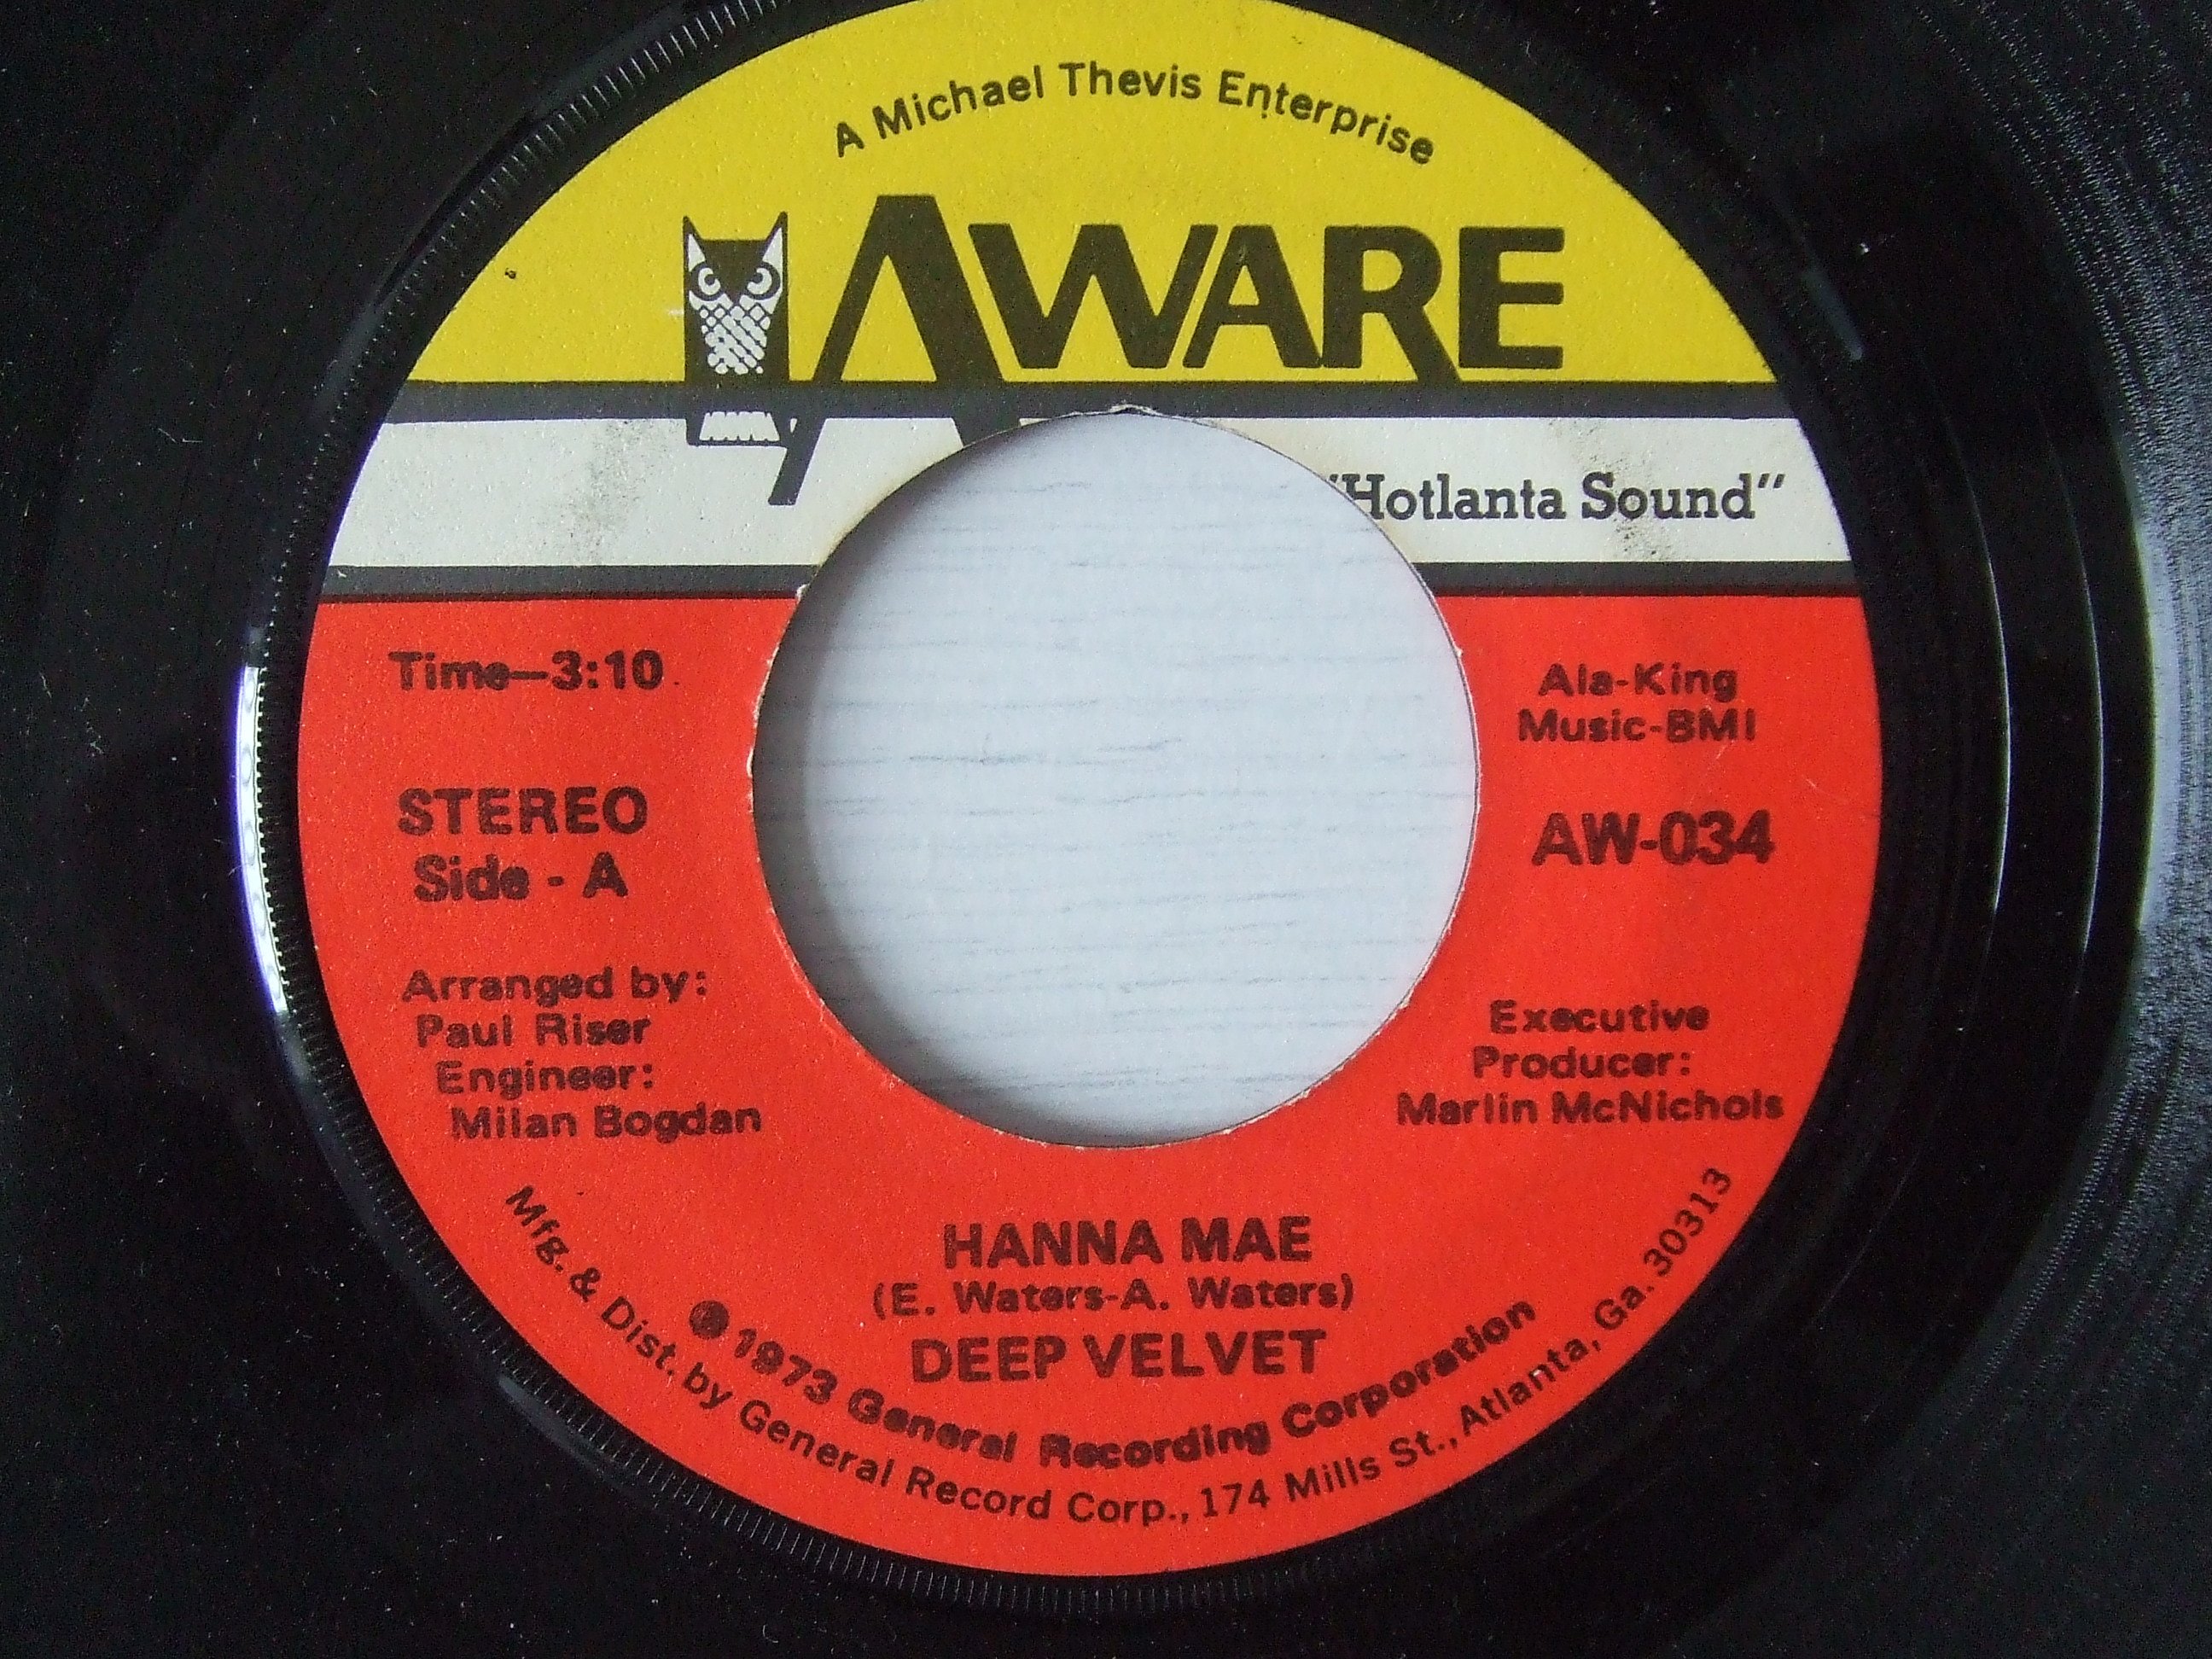 A Michael Thevis Enterprise
AWARE
"Hotlanta Sound"
Time—3:10
Ala-King
Music-BMI
STEREO
Side - A
AW-034
Arranged by:
Paul Riser
Engineer:
Milan Bogdan
Executive
Producer:
Marlin McNichols
HANNA MAE
(E. Waters-A. Waters)
DEEP VELVET
℗ 1973 General Recording Corporation
Mfg. & Dist. by General Record Corp., 174 Mills St., Atlanta, Ga. 30313